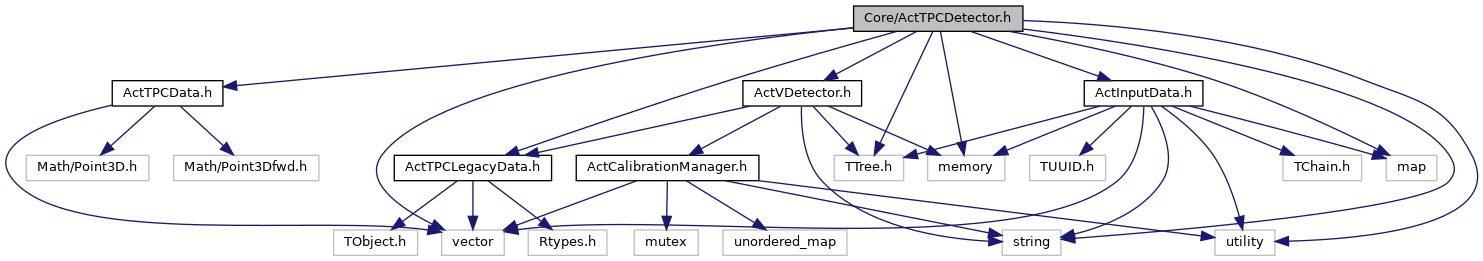 Core/ActTPCDetector.h
ActTPCData.h
ActVDetector.h
ActInputData.h
Math/Point3D.h
Math/Point3Dfwd.h
ActTPCLegacyData.h
ActCalibrationManager.h
TTree.h
memory
TUUID.h
TChain.h
map
TObject.h
vector
Rtypes.h
mutex
unordered_map
string
utility